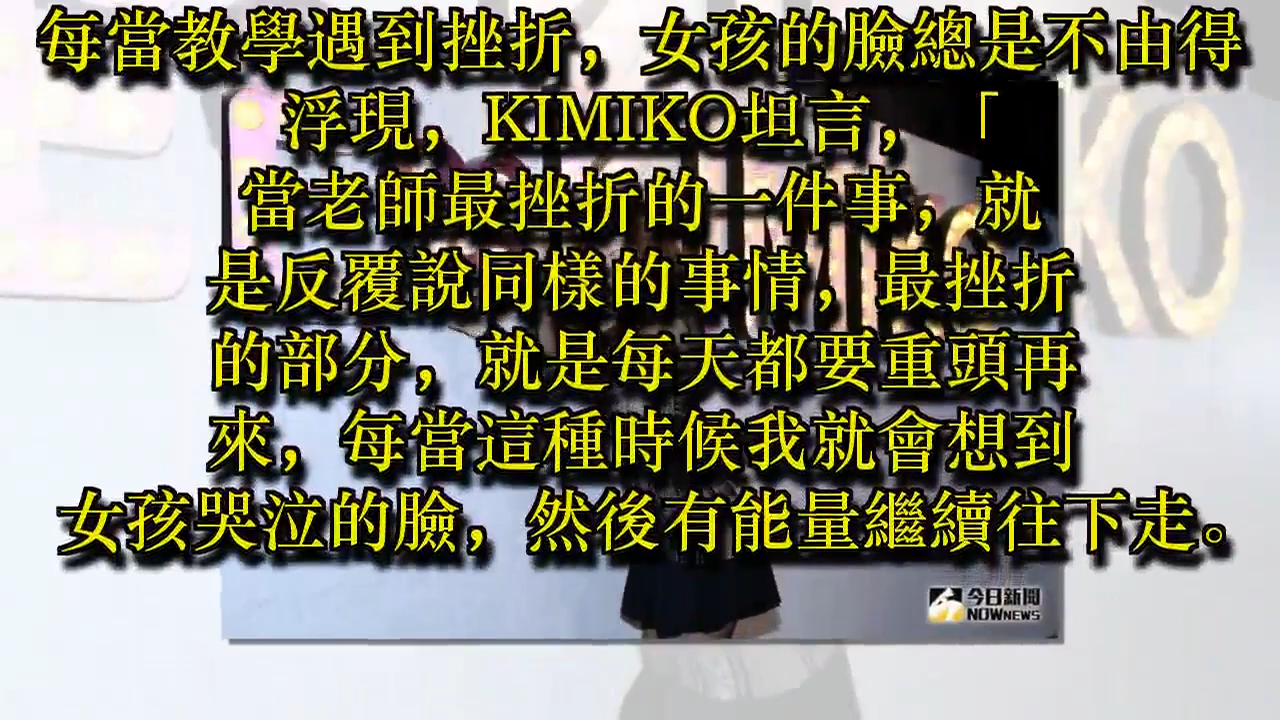 每當教學遇到挫折，女孩的臉總是不由得
浮現，KIMIKO坦言，「
當老師最挫折的一件事，就
是反覆說同樣的事情，最挫折
的部分，就是每天都要重頭再
來，每當這種時候我就會想到
女孩哭泣的臉，然後有能量繼續往下走。
今日新聞
NOWNEWS